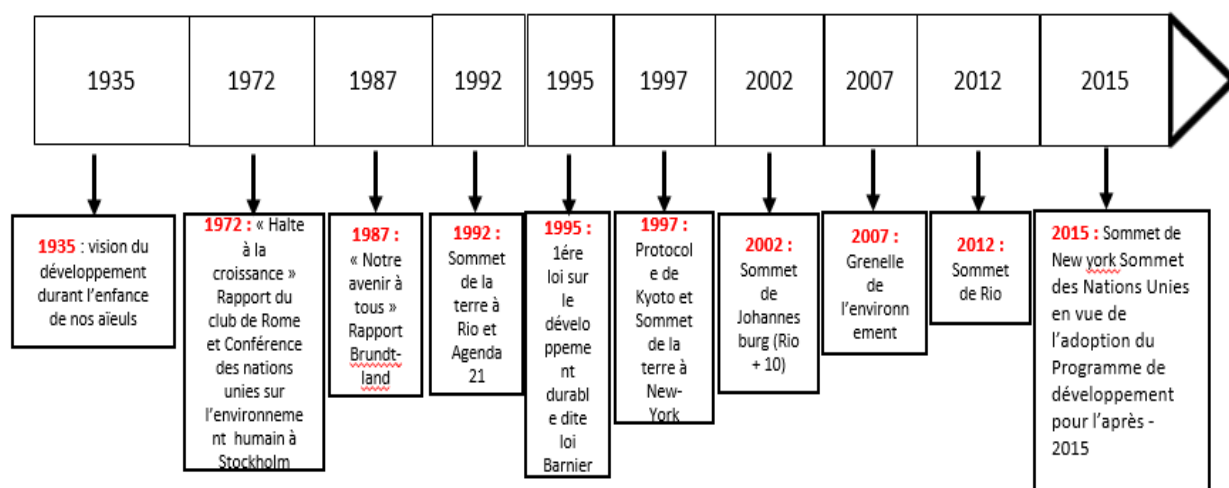 1935
1972
1987
1992
1995
1997
2002
2007
2012
2015
1935 : vision du
développement
durant l'enfance
de nos aïeuls
1972 : « Halte
à la
croissance »
Rapport du
club de Rome
et Conférence
des nations
unies sur
l'environneme
nt humain à
Stockholm
1987 :
« Notre
avenir à
tous »
Rapport
Brundt-
land
1992 :
Sommet
de la
terre à
Rio et
Agenda
21
1995 :
1ére
loi sur
le
dévelo
ppeme
nt
durabl
e dite
loi
Barnier
1997 :
Protocol
e de
Kyoto et
Sommet
de la
terre à
New-
York
2002 :
Sommet
de
Johannes
burg (Rio
+ 10)
2007 :
Grenelle
de
l'environn
ement
2012 :
Sommet
de Rio
2015 : Sommet de
New york Sommet
des Nations Unies
en vue de
l'adoption du
Programme de
développement
pour l'après -
2015